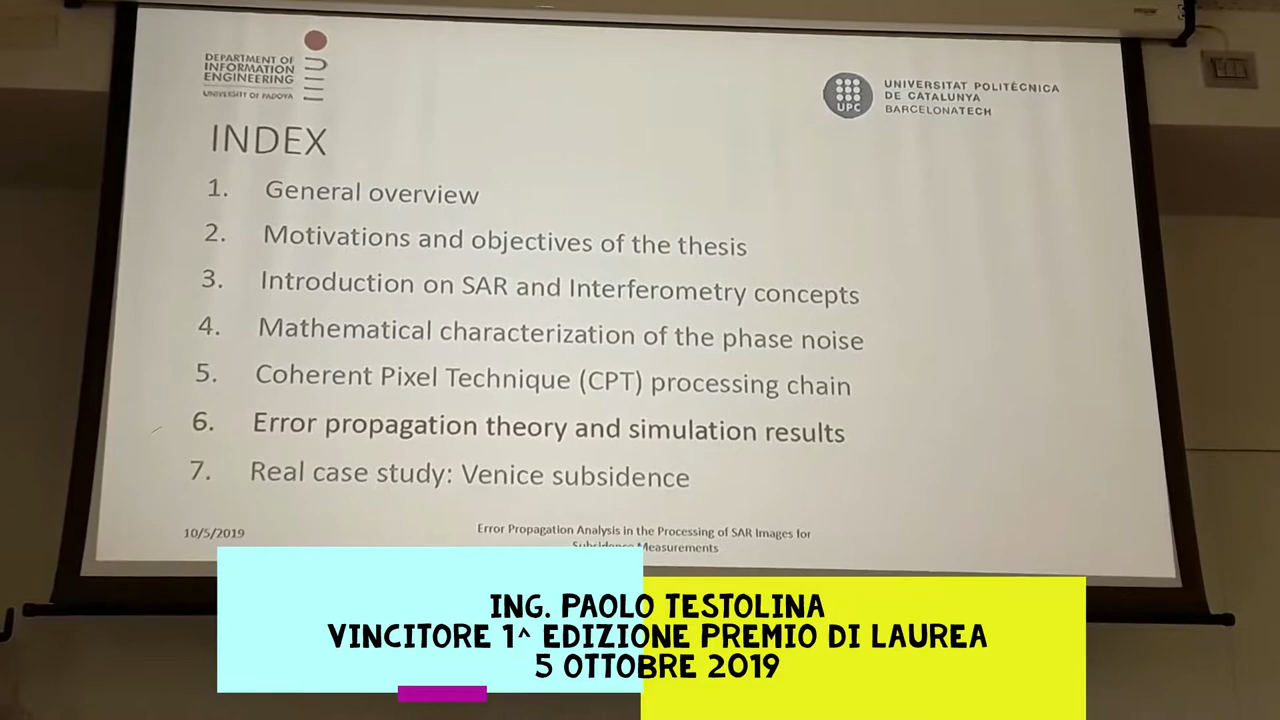 DEPARTMENT OF
INFORMATION
ENGINEERING
UNIVERSITY OF PADOVA
UPC
UNIVERSITAT POLITÈCNICA
DE CATALUNYA
BARCELONATECH
INDEX
1. General overview
2. Motivations and objectives of the thesis
3. Introduction on SAR and Interferometry concepts
4. Mathematical characterization of the phase noise
5. Coherent Pixel Technique (CPT) processing chain
6. Error propagation theory and simulation results
7. Real case study: Venice subsidence
10/5/2019
Error Propagation Analysis in the Processing of SAR Images for
Subsidence Measurements
ING. PAOLO TESTOLINA
VINCITORE 1^ EDIZIONE PREMIO DI LAUREA
5 OTTOBRE 2019